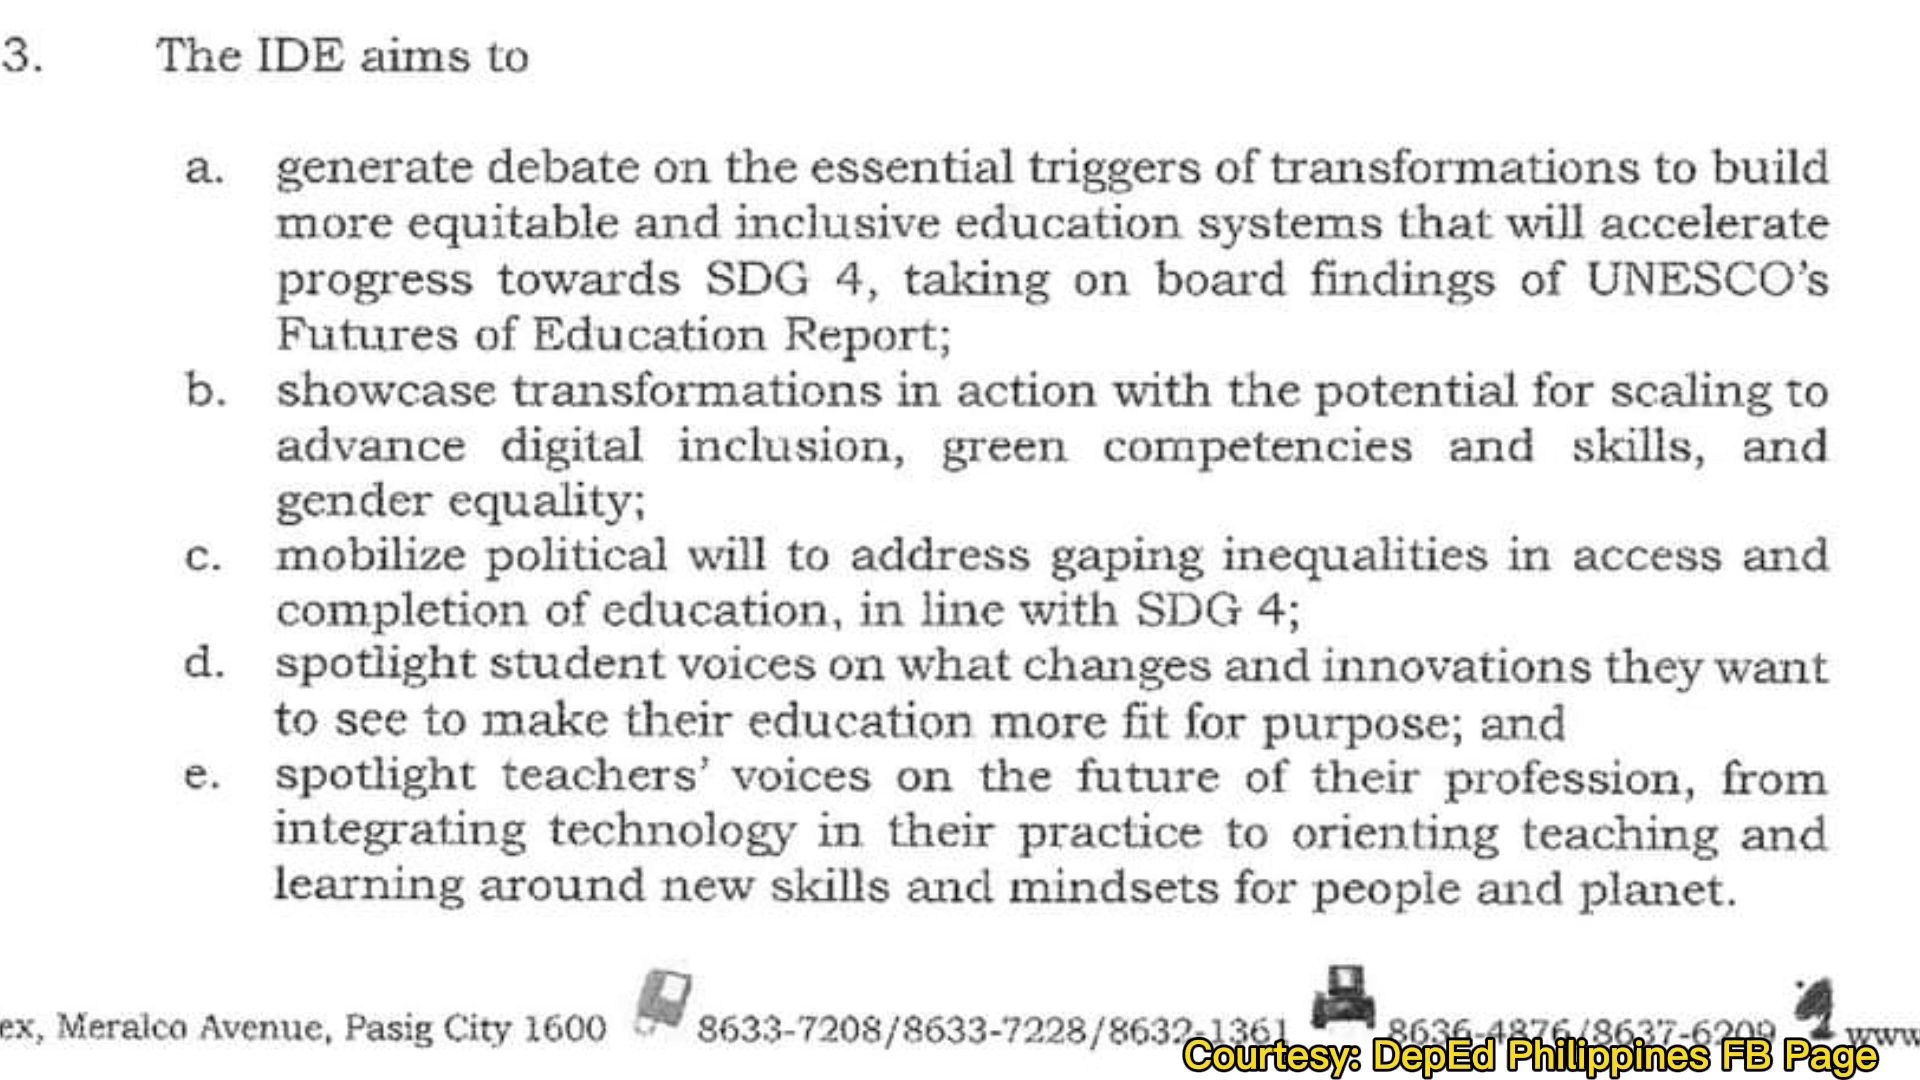 3. The IDE aims to
a. generate debate on the essential triggers of transformations to build
more equitable and inclusive education systems that will accelerate
progress towards SDG 4, taking on board findings of UNESCO's
Futures of Education Report;
b. showcase transformations in action with the potential for scaling to
advance digital inclusion, green competencies and skills, and
gender equality;
c. mobilize political will to address gaping inequalities in access and
completion of education, in line with SDG 4;
d. spotlight student voices on what changes and innovations they want
to see to make their education more fit for purpose; and
e. spotlight teachers' voices on the future of their profession, from
integrating technology in their practice to orienting teaching and
learning around new skills and mindsets for people and planet.
ex, Meralco Avenue, Pasig City 1600 8633-7208/8633-7228/8632-1361 8636-4876/8637-6209 www
Courtesy: DepEd Philippines FB Page